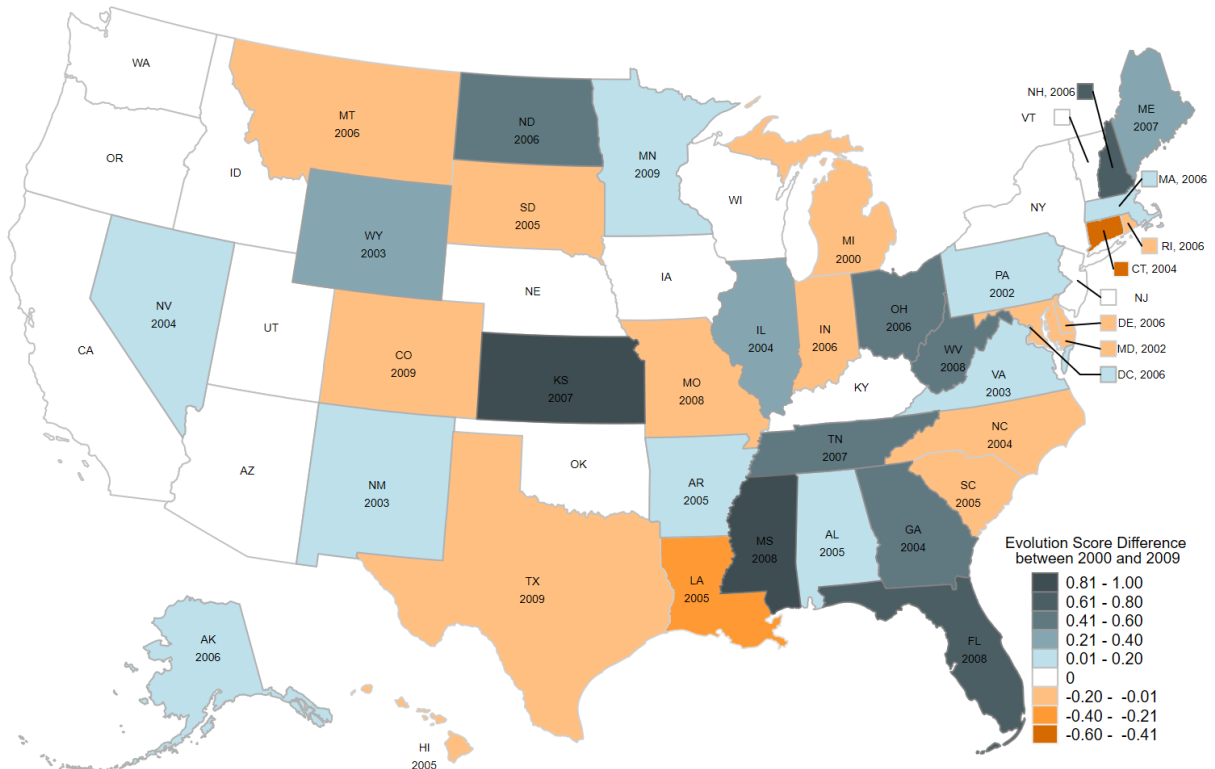 WA
MT
2006
ND
2006
MN
2009
NH, 2006
VT
ME
2007
OR
ID
WI
MA, 2006
SD
2005
NY
WY
2003
MI
2000
RI, 2006
CT, 2004
IA
PA
2002
NE
NJ
NV
2004
OH
2006
DE, 2006
UT
IL
2004
IN
2006
MD, 2002
CA
CO
2009
WV
2008
DC, 2006
KS
2007
MO
2008
KY
VA
2003
NC
2004
TN
2007
AZ
OK
NM
2003
AR
2005
SC
2005
MS
2008
AL
2005
GA
2004
TX
2009
LA
2005
AK
2006
FL
2008
HI
2005
Evolution Score Difference
between 2000 and 2009
0.81 - 1.00
0.61 - 0.80
0.41 - 0.60
0.21 - 0.40
0.01 - 0.20
0
-0.20 - -0.01
-0.40 - -0.21
-0.60 - -0.41